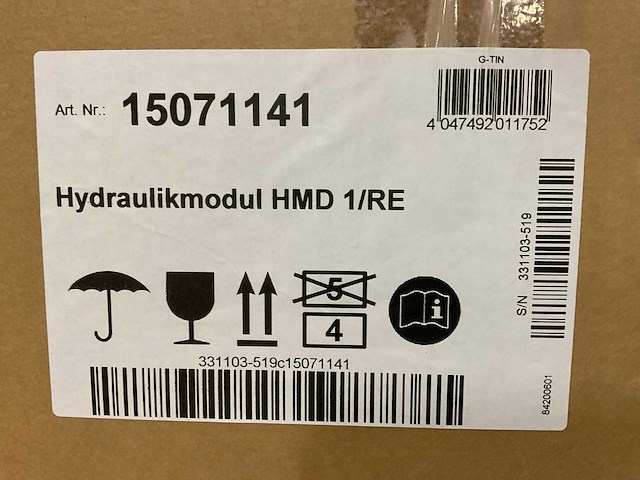 G-TIN
4 047492 011752
Art. Nr.: 15071141
Hydraulikmodul HMD 1/RE
S/N 331103-519
5
4
i
331103-519c15071141
84200601